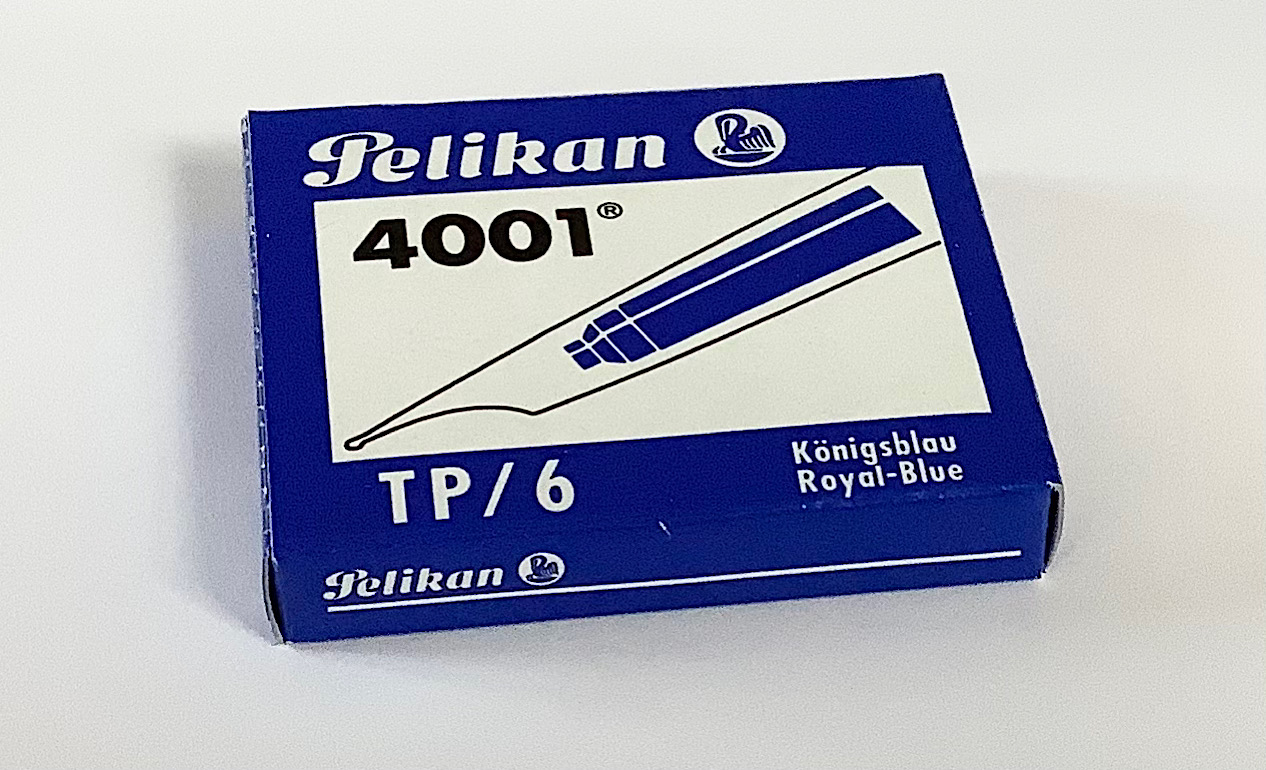 Pelikan
4001®
TP/6
Königsblau
Royal-Blue
Pelikan